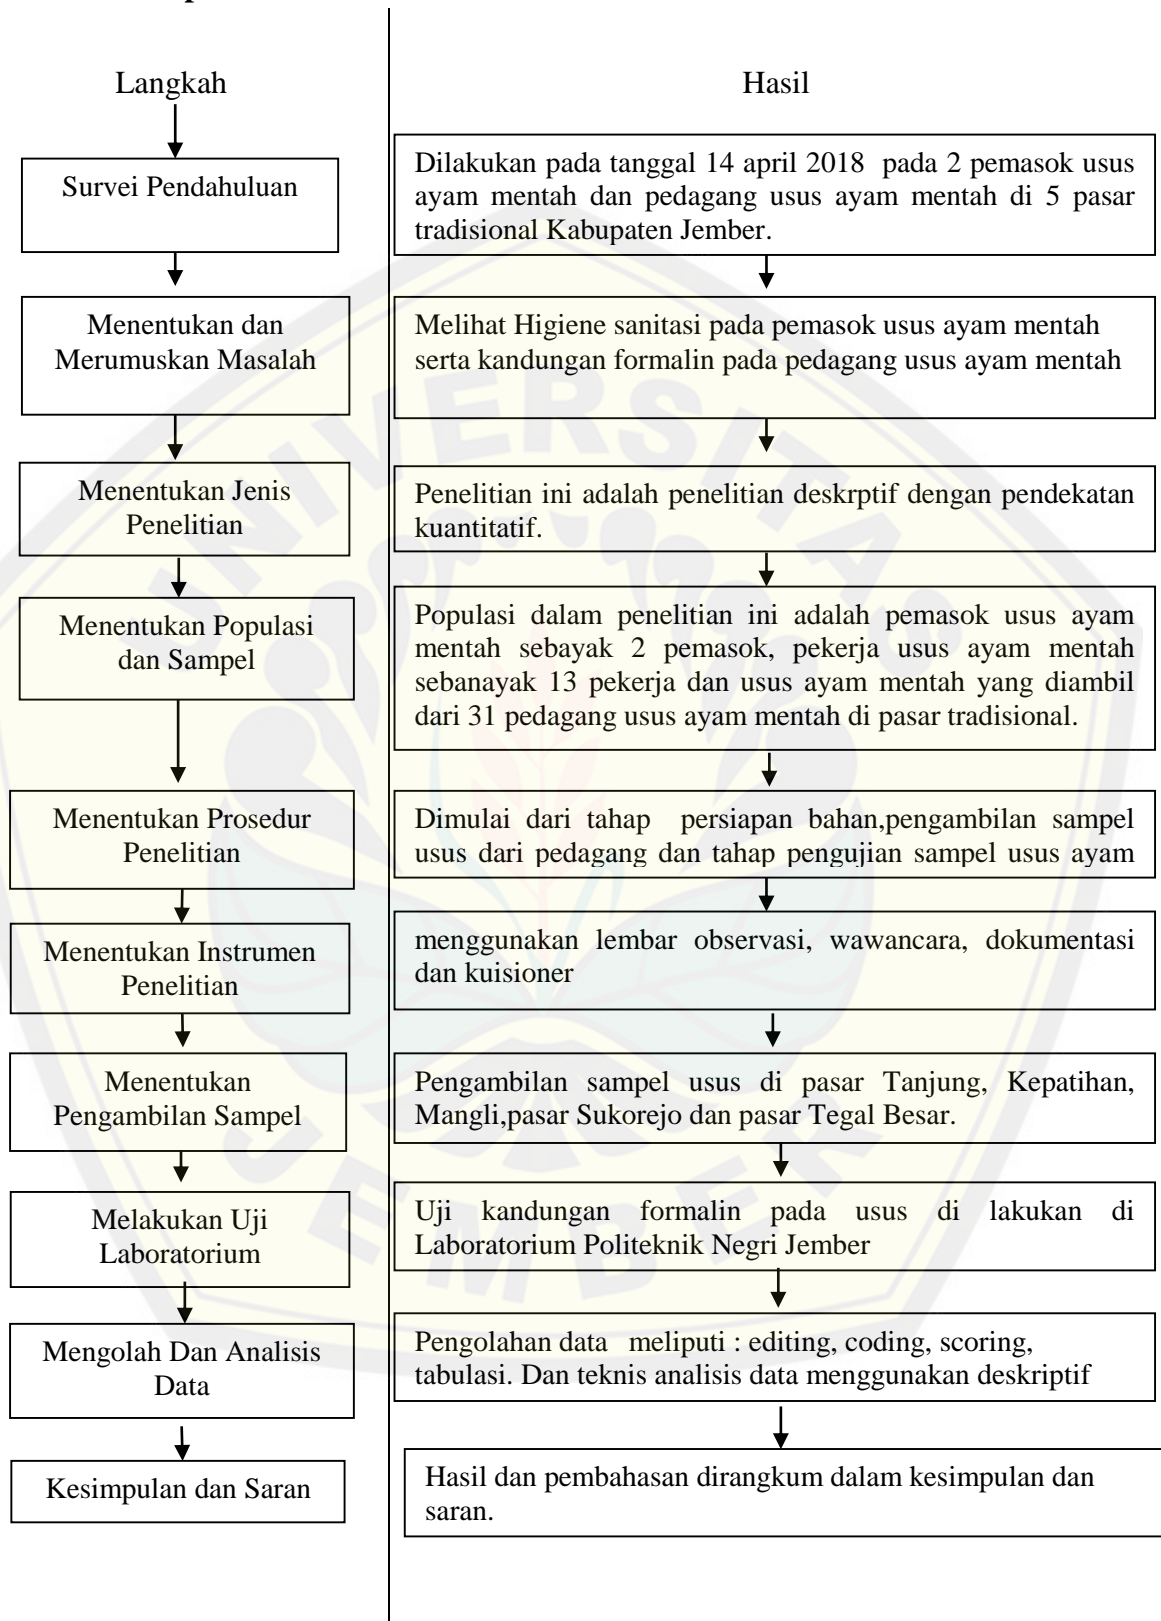 Langkah
Hasil
Survei Pendahuluan
Dilakukan pada tanggal 14 april 2018 pada 2 pemasok usus
ayam mentah dan pedagang usus ayam mentah di 5 pasar
tradisional Kabupaten Jember.
Menentukan dan
Merumuskan Masalah
Melihat Higiene sanitasi pada pemasok usus ayam mentah
serta kandungan formalin pada pedagang usus ayam mentah
Menentukan Jenis
Penelitian
Penelitian ini adalah penelitian deskrptif dengan pendekatan
kuantitatif.
Menentukan Populasi
dan Sampel
Populasi dalam penelitian ini adalah pemasok usus ayam
mentah sebayak 2 pemasok, pekerja usus ayam mentah
sebanayak 13 pekerja dan usus ayam mentah yang diambil
dari 31 pedagang usus ayam mentah di pasar tradisional.
Menentukan Prosedur
Penelitian
Dimulai dari tahap persiapan bahan,pengambilan sampel
usus dari pedagang dan tahap pengujian sampel usus ayam
Menentukan Instrumen
Penelitian
menggunakan lembar observasi, wawancara, dokumentasi
dan kuisioner
Menentukan
Pengambilan Sampel
Pengambilan sampel usus di pasar Tanjung, Kepatihan,
Mangli,pasar Sukorejo dan pasar Tegal Besar.
Melakukan Uji
Laboratorium
Uji kandungan formalin pada usus di lakukan di
Laboratorium Politeknik Negri Jember
Mengolah Dan Analisis
Data
Pengolahan data meliputi : editing, coding, scoring,
tabulasi. Dan teknis analisis data menggunakan deskriptif
Kesimpulan dan Saran
Hasil dan pembahasan dirangkum dalam kesimpulan dan
saran.
UNIVERSITAS
JEMBER